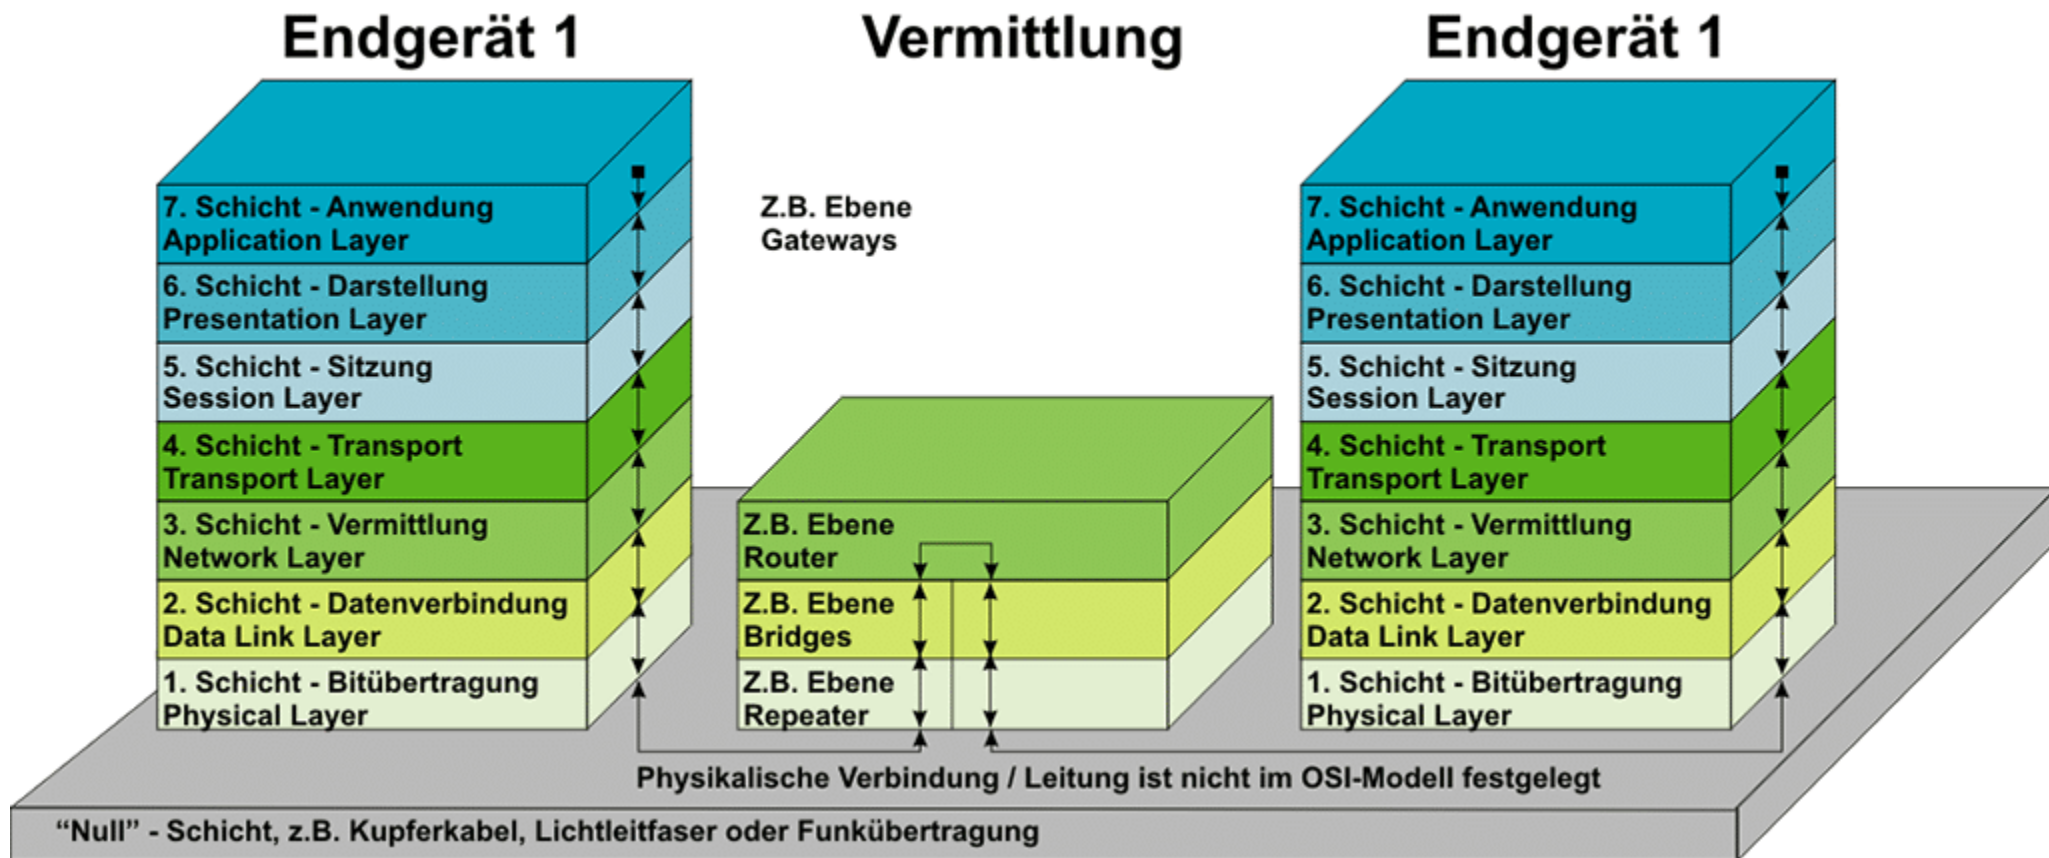 Endgerät 1
Vermittlung
Endgerät 1
7. Schicht - Anwendung
Application Layer
6. Schicht - Darstellung
Presentation Layer
5. Schicht - Sitzung
Session Layer
4. Schicht - Transport
Transport Layer
3. Schicht - Vermittlung
Network Layer
2. Schicht - Datenverbindung
Data Link Layer
1. Schicht - Bitübertragung
Physical Layer
Z.B. Ebene
Gateways
Z.B. Ebene
Router
Z.B. Ebene
Bridges
Z.B. Ebene
Repeater
7. Schicht - Anwendung
Application Layer
6. Schicht - Darstellung
Presentation Layer
5. Schicht - Sitzung
Session Layer
4. Schicht - Transport
Transport Layer
3. Schicht - Vermittlung
Network Layer
2. Schicht - Datenverbindung
Data Link Layer
1. Schicht - Bitübertragung
Physical Layer
Physikalische Verbindung / Leitung ist nicht im OSI-Modell festgelegt
“Null” - Schicht, z.B. Kupferkabel, Lichtleitfaser oder Funkübertragung